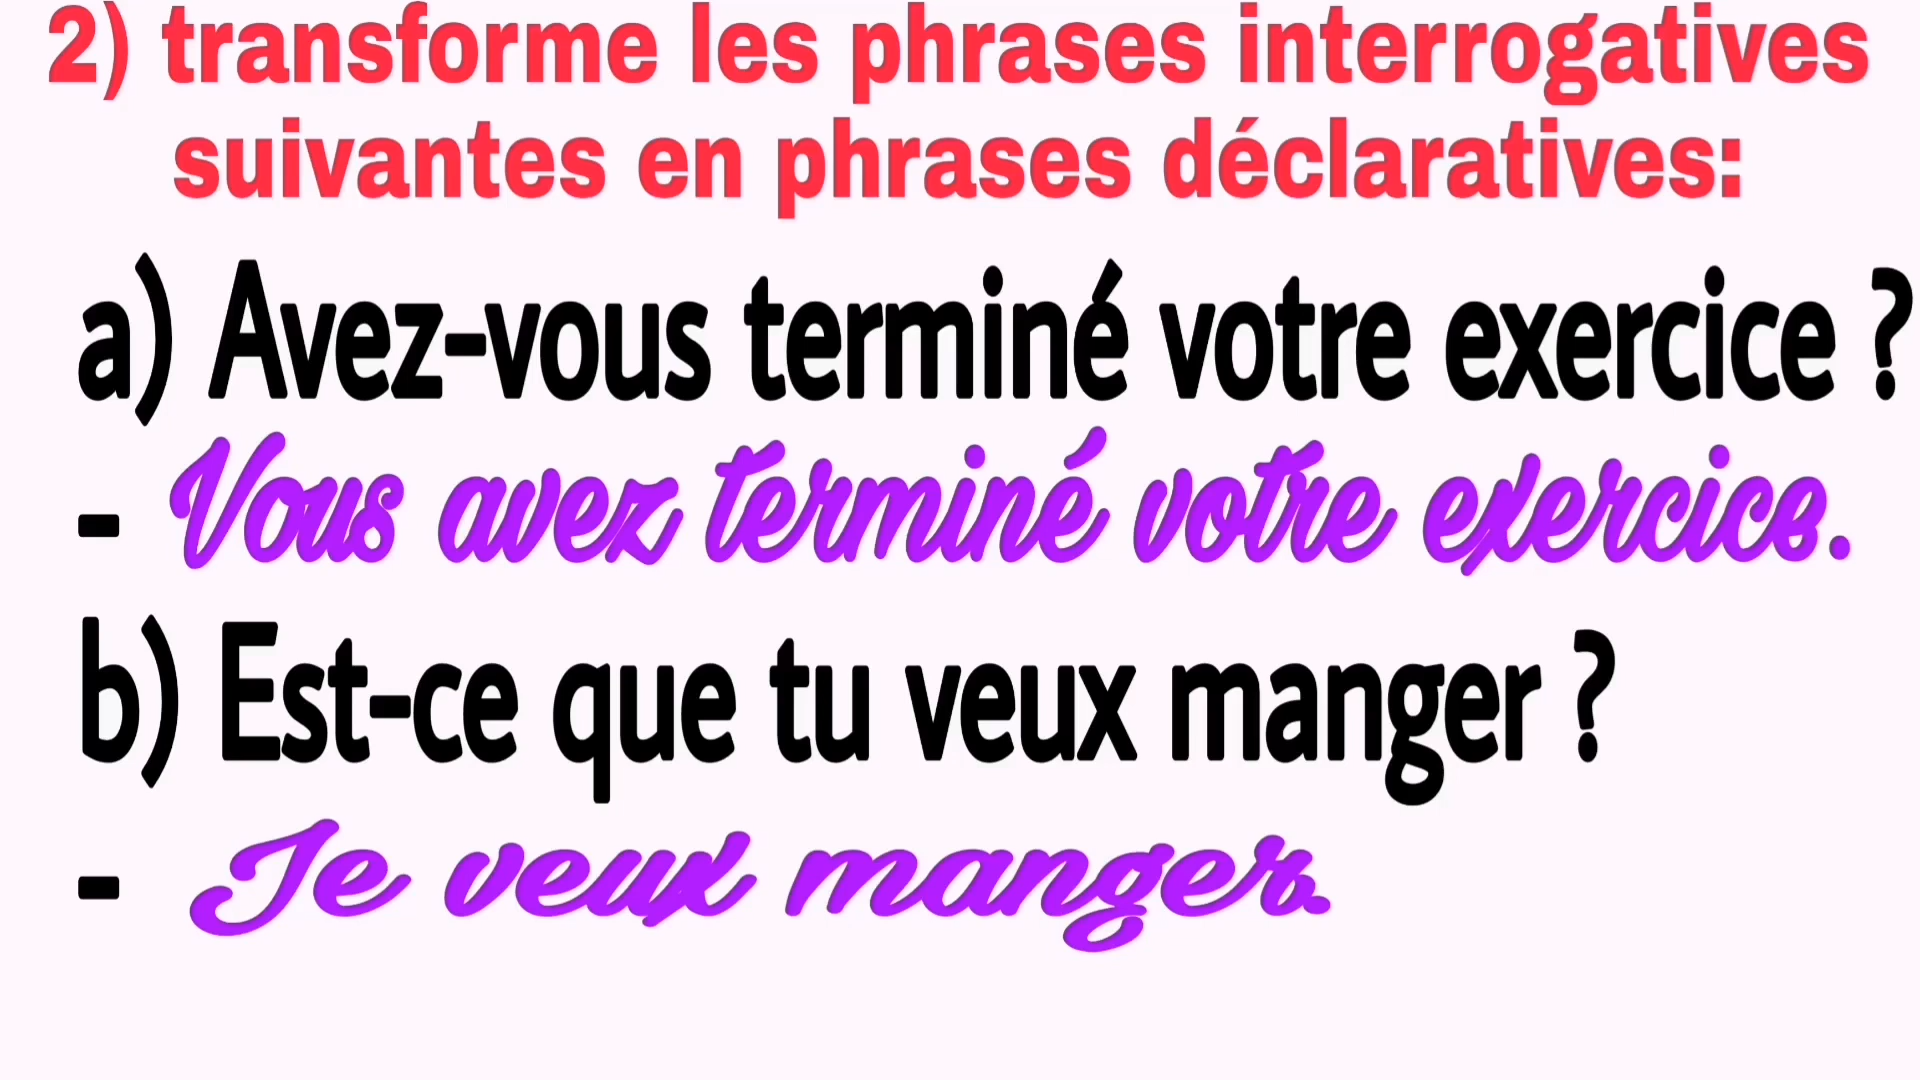 2) transforme les phrases interrogatives
suivantes en phrases déclaratives:
a) Avez-vous terminé votre exercice ?
- Vous avez terminé votre exercice.
b) Est-ce que tu veux manger ?
- Je veux manger.